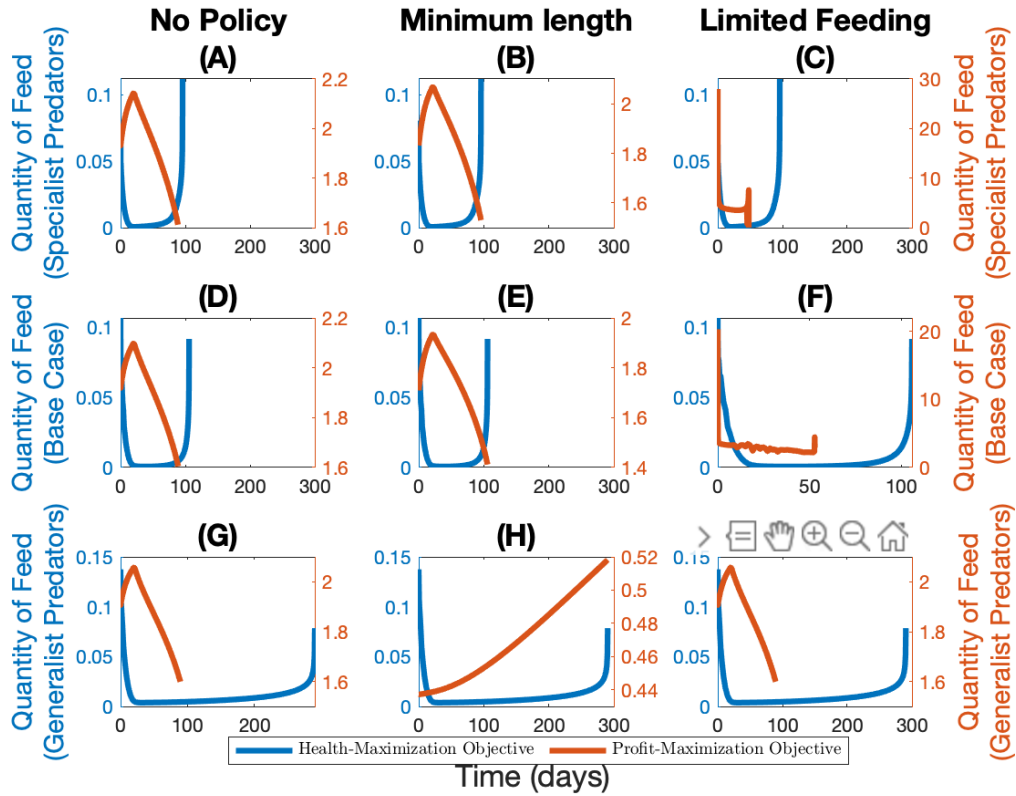 No Policy
Minimum length
Limited Feeding
(A)
(B)
(C)
Quantity of Feed
(Specialist Predators)
0.1
0.05
0
2.2
2
1.8
1.6
0 100 200 300
0.1
0.05
0
2
1.8
1.6
0 100 200 300
0.1
0.05
0
30
20
10
0
0 100 200 300
Quantity of Feed
(Specialist Predators)
(D)
(E)
(F)
Quantity of Feed
(Base Case)
0.1
0.05
0
2.2
2
1.8
1.6
0 100 200 300
0.1
0.05
0
2
1.8
1.6
1.4
0 100 200 300
0.1
0.05
0
20
10
0
0 50 100
Quantity of Feed
(Base Case)
(G)
(H)
Quantity of Feed
(Generalist Predators)
0.15
0.1
0.05
0
2
1.8
1.6
0 100 200
0.15
0.1
0.05
0
0.52
0.5
0.48
0.46
0.44
0 100 200 300
0.15
0.1
0.05
0
2
1.8
1.6
0 100 200 300
Quantity of Feed
(Generalist Predators)
Health-Maximization Objective
Profit-Maximization Objective
Time (days)